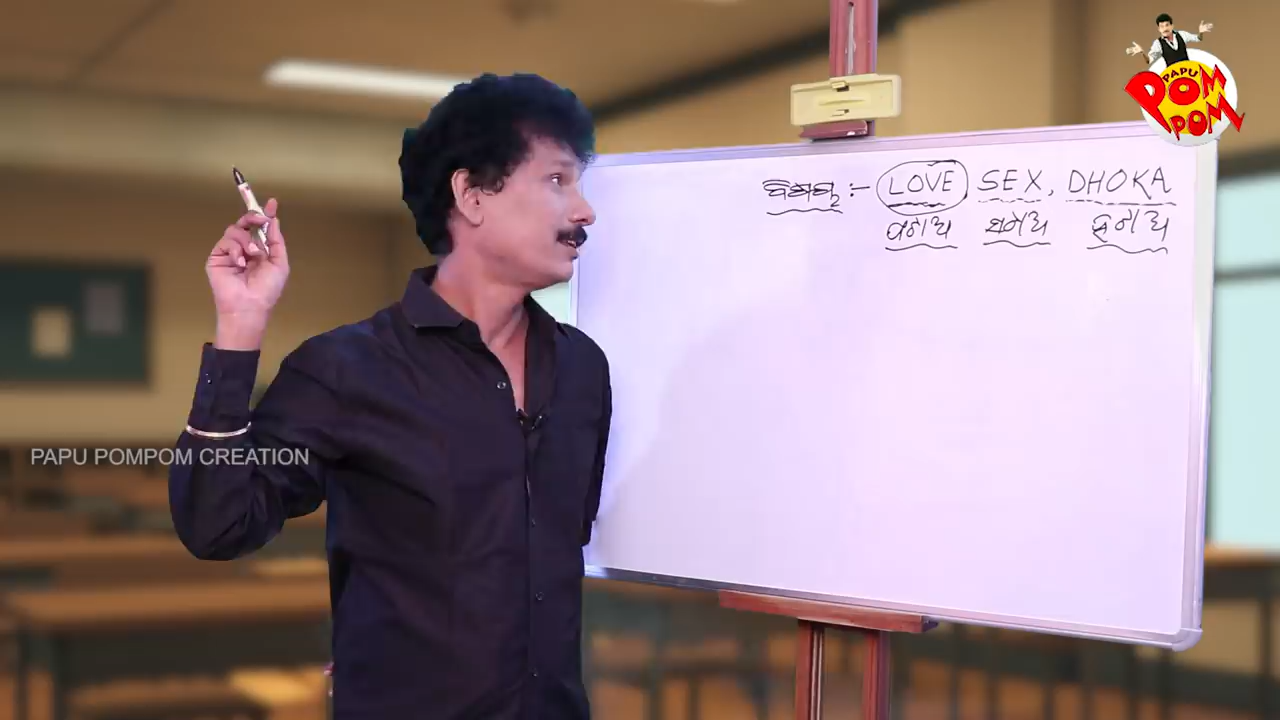 PAPU
POM
POM
ବିଷୟ :- LOVE SEX, DHOKA
PAPU POMPOM CREATION